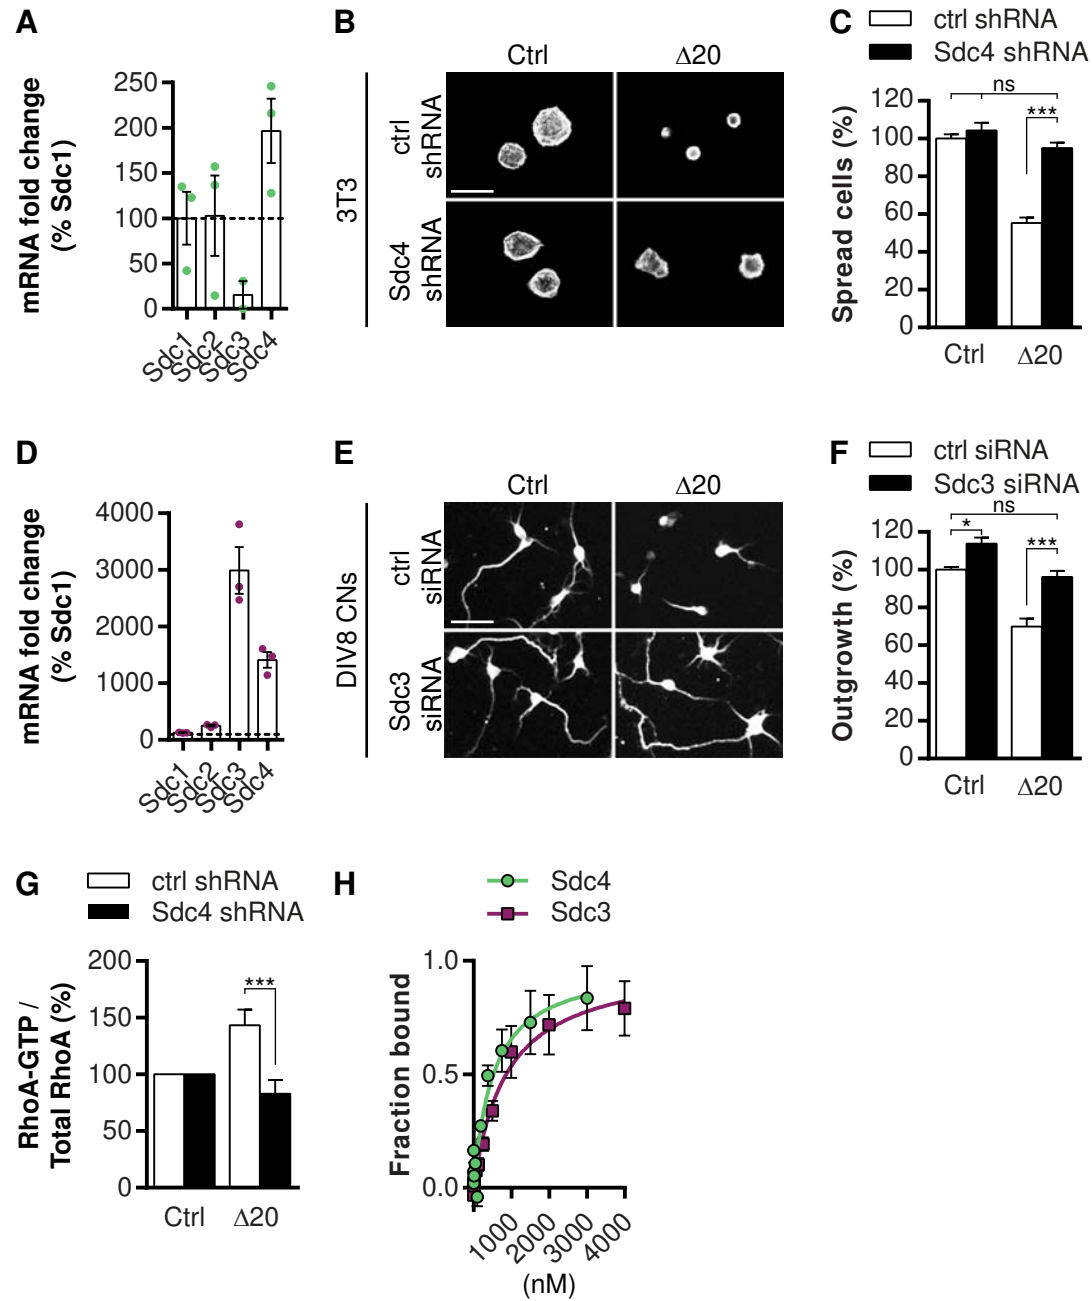 A
mRNA fold change
(% Sdc1)
250
200
150
100
50
0
Sdc1
Sdc2
Sdc3
Sdc4
B
Ctrl
Δ20
3T3
ctrl
shRNA
Sdc4
shRNA
C
ctrl shRNA
Sdc4 shRNA
ns
***
Spread cells (%)
120
100
80
60
40
20
0
Ctrl
Δ20
D
mRNA fold change
(% Sdc1)
4000
3000
2000
1000
0
Sdc1
Sdc2
Sdc3
Sdc4
E
Ctrl
Δ20
DIV8 CNs
ctrl
siRNA
Sdc3
siRNA
F
ctrl siRNA
Sdc3 siRNA
ns
*
***
Outgrowth (%)
120
100
80
60
40
20
0
Ctrl
Δ20
G
ctrl shRNA
Sdc4 shRNA
***
RhoA-GTP /
Total RhoA (%)
200
150
100
50
0
Ctrl
Δ20
H
Sdc4
Sdc3
Fraction bound
1.0
0.5
0.0
1000
2000
3000
4000
(nM)